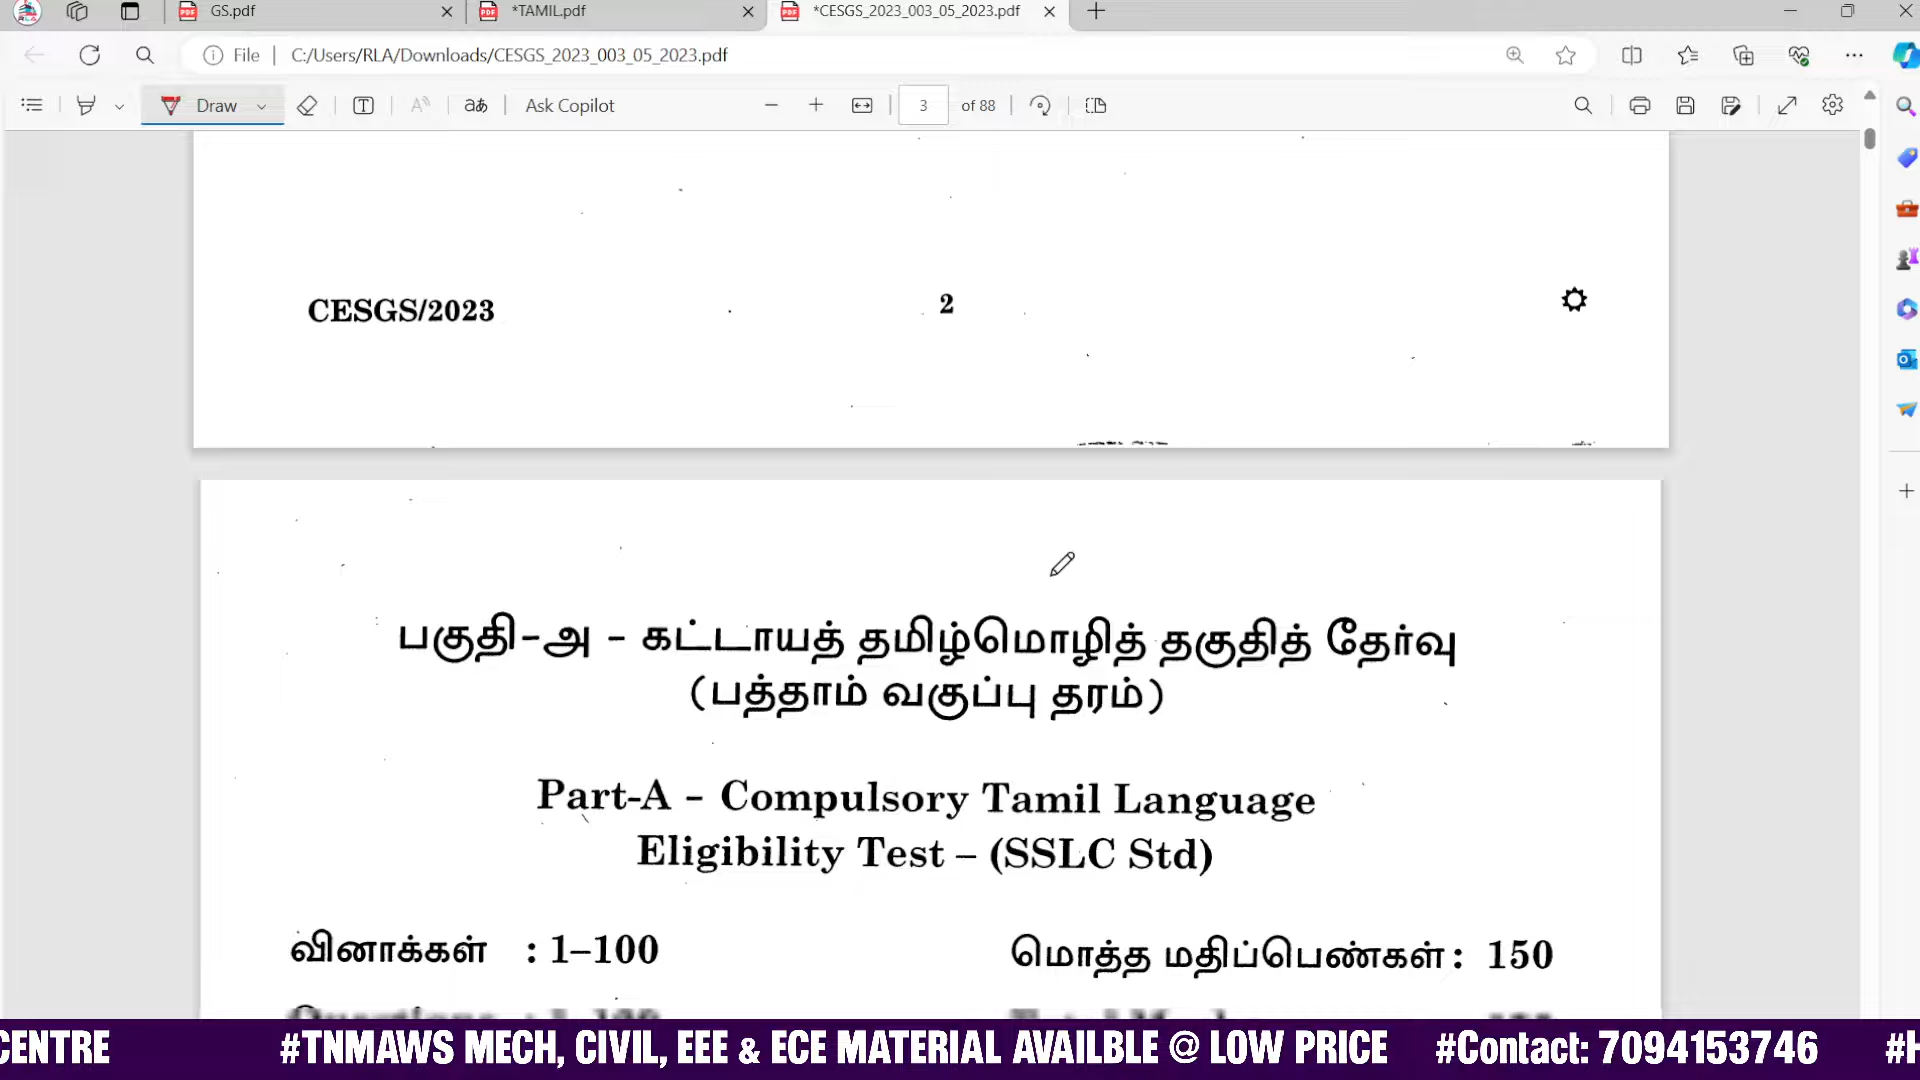 GS.pdf
*TAMIL.pdf
*CESGS_2023_003_05_2023.pdf
File
C:/Users/RLA/Downloads/CESGS_2023_003_05_2023.pdf
Draw
aあ
Ask Copilot
3
of 88
CESGS/2023
2
பகுதி-அ - கட்டாயத் தமிழ்மொழித் தகுதித் தேர்வு
(பத்தாம் வகுப்பு தரம்)
Part-A - Compulsory Tamil Language
Eligibility Test – (SSLC Std)
வினாக்கள் : 1–100
மொத்த மதிப்பெண்கள் : 150
CENTRE
#TNMAWS MECH, CIVIL, EEE & ECE MATERIAL AVAILBLE @ LOW PRICE
#Contact: 7094153746